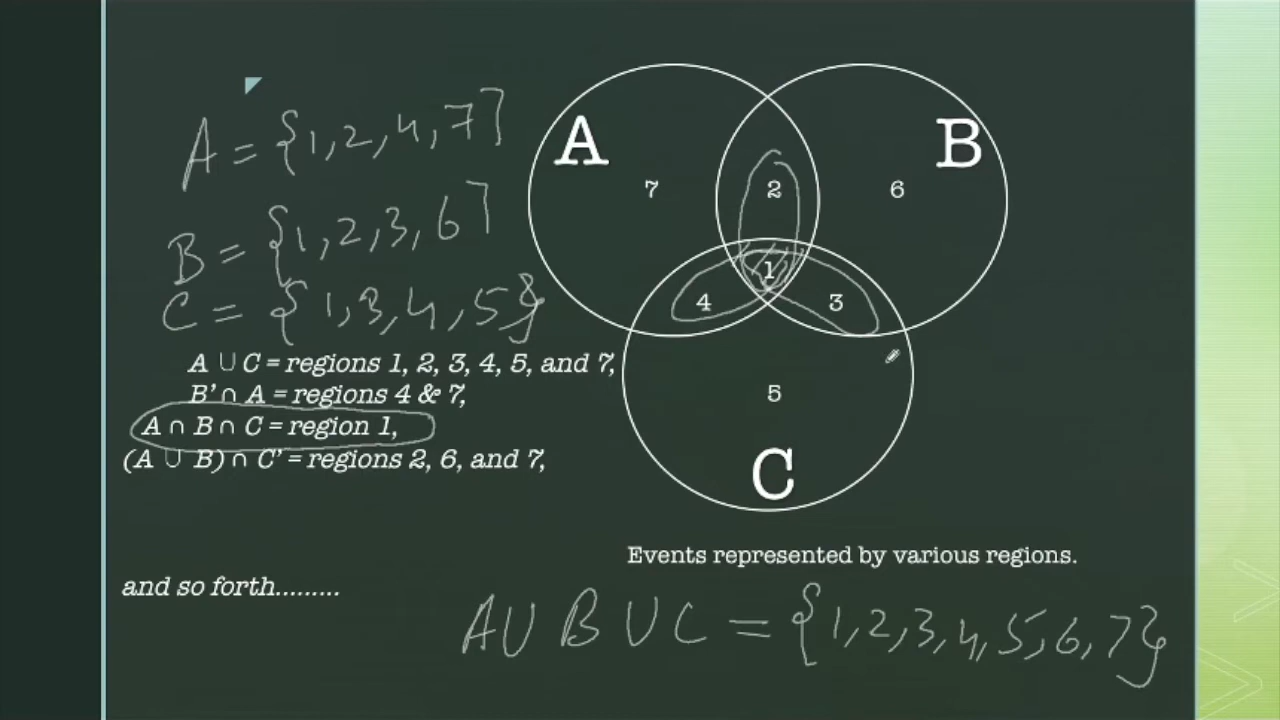 A = {1,2,4,7]
B = {1,2,3,6]
C = {1,3,4,5}
A ∪ C = regions 1, 2, 3, 4, 5, and 7,
B’ ∩ A = regions 4 & 7,
A ∩ B ∩ C = region 1,
(A ∪ B) ∩ C’ = regions 2, 6, and 7,
and so forth.........
A
B
7
2
6
1
4
3
5
C
Events represented by various regions.
A∪B∪C = {1,2,3,4,5,6,7}